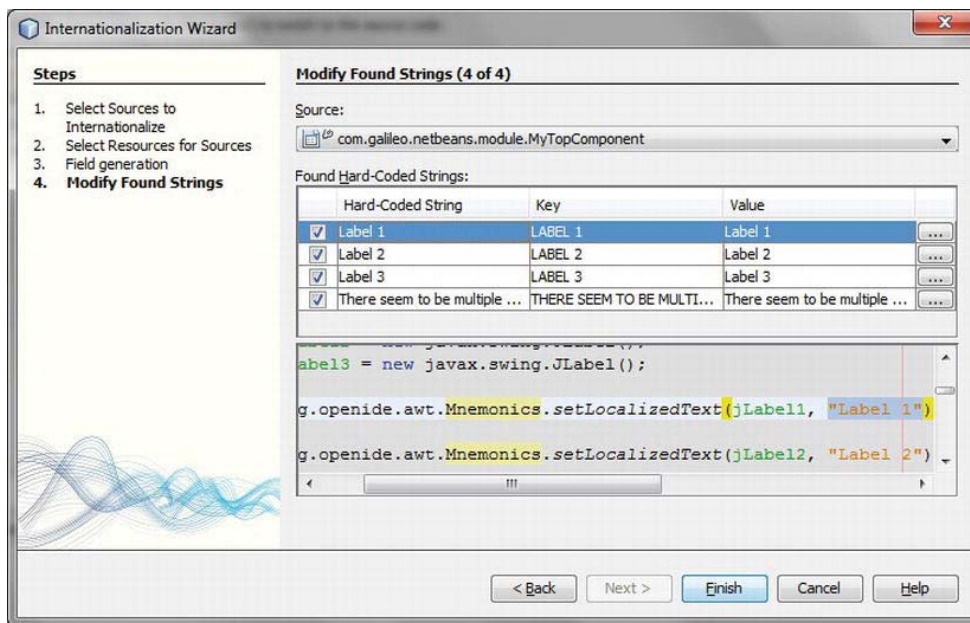 Internationalization Wizard
Steps
1. Select Sources to
Internationalize
2. Select Resources for Sources
3. Field generation
4. Modify Found Strings
Modify Found Strings (4 of 4)
Source:
com.galileo.netbeans.module.MyTopComponent
Found Hard-Coded Strings:
Hard-Coded String Key Value
Label 1 LABEL 1 Label 1 ...
Label 2 LABEL 2 Label 2 ...
Label 3 LABEL 3 Label 3 ...
There seem to be multiple ... THERE SEEM TO BE MULTI... There seem to be multiple ... ...
abel3 = new javax.swing.JLabel();
g.openide.awt.Mnemonics.setLocalizedText(jLabel1, "Label 1")
g.openide.awt.Mnemonics.setLocalizedText(jLabel2, "Label 2")
< Back Next > Finish Cancel Help